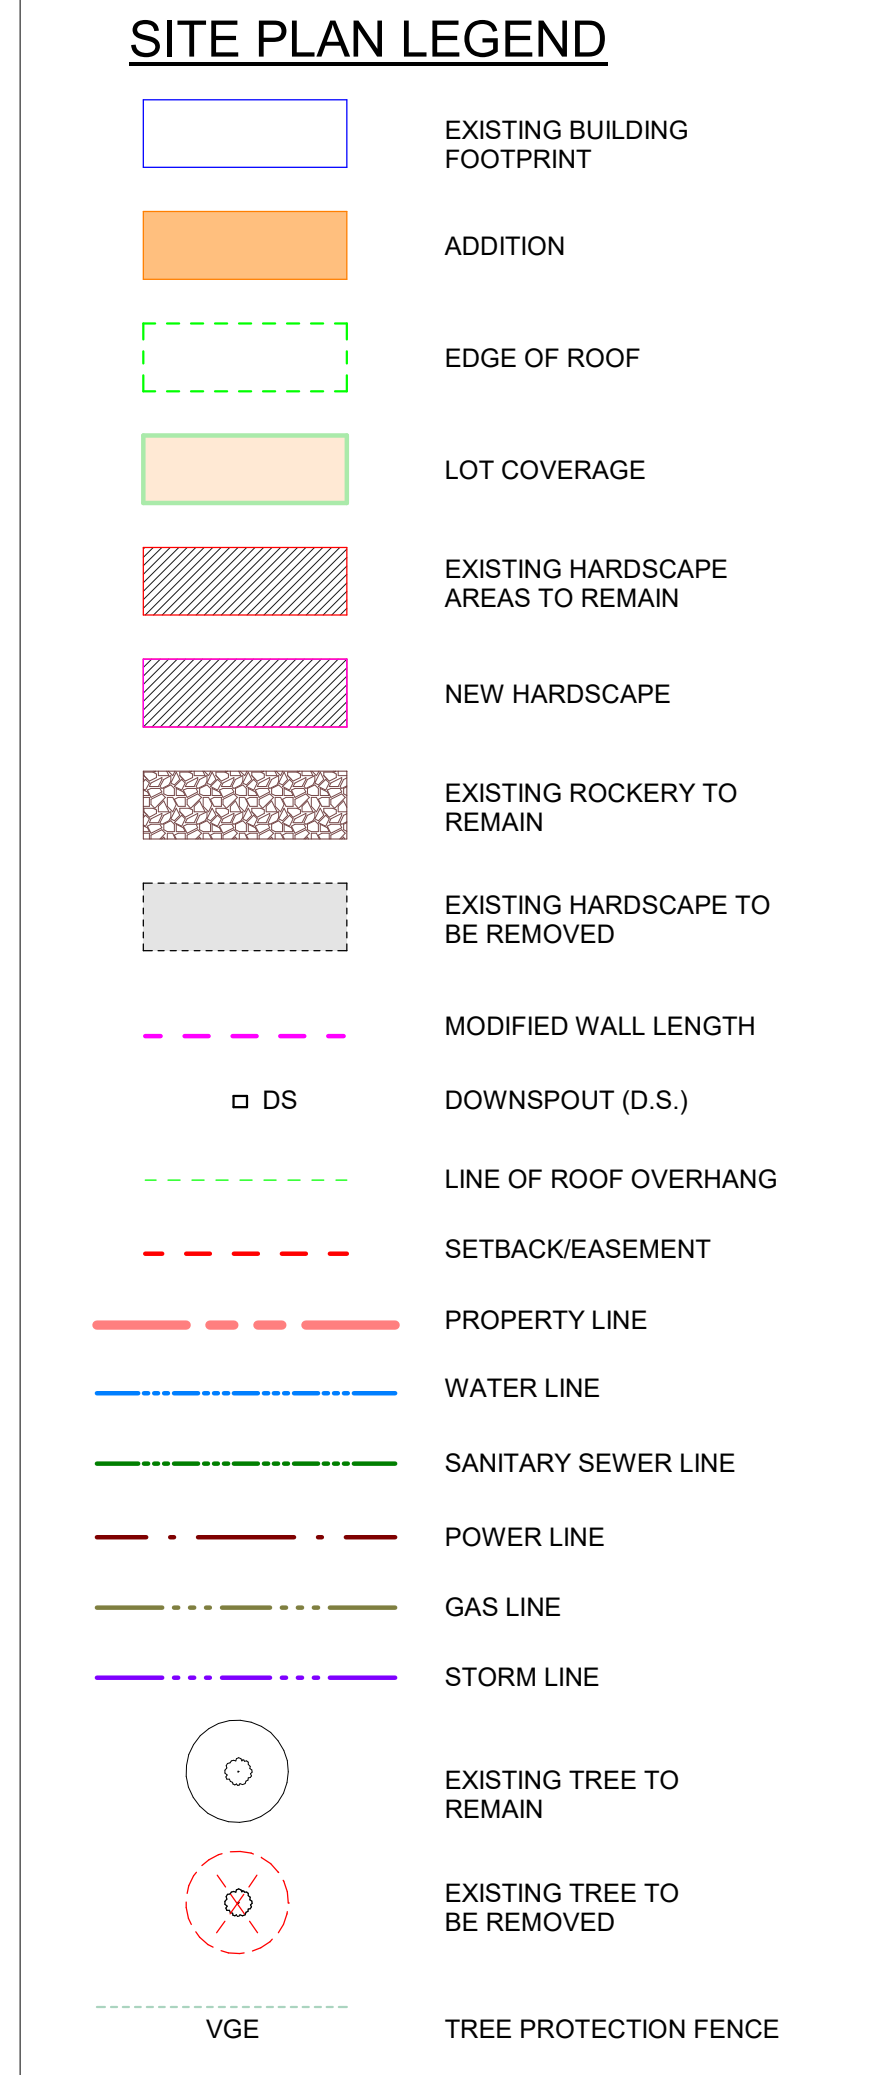 SITE PLAN LEGEND
EXISTING BUILDING
FOOTPRINT
ADDITION
EDGE OF ROOF
LOT COVERAGE
EXISTING HARDSCAPE
AREAS TO REMAIN
NEW HARDSCAPE
EXISTING ROCKERY TO
REMAIN
EXISTING HARDSCAPE TO
BE REMOVED
MODIFIED WALL LENGTH
DS DOWNSPOUT (D.S.)
LINE OF ROOF OVERHANG
SETBACK/EASEMENT
PROPERTY LINE
WATER LINE
SANITARY SEWER LINE
POWER LINE
GAS LINE
STORM LINE
EXISTING TREE TO
REMAIN
EXISTING TREE TO
BE REMOVED
VGE TREE PROTECTION FENCE